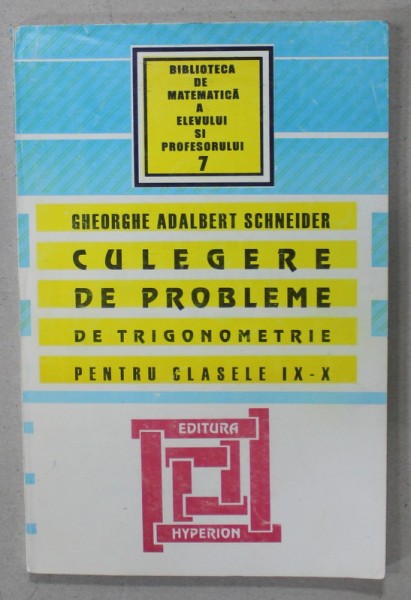 BIBLIOTECA
DE
MATEMATICĂ
A
ELEVULUI
SI
PROFESORULUI
7
GHEORGHE ADALBERT SCHNEIDER
CULEGERE
DE PROBLEME
DE TRIGONOMETRIE
PENTRU CLASELE IX-X
EDITURA
HYPERION